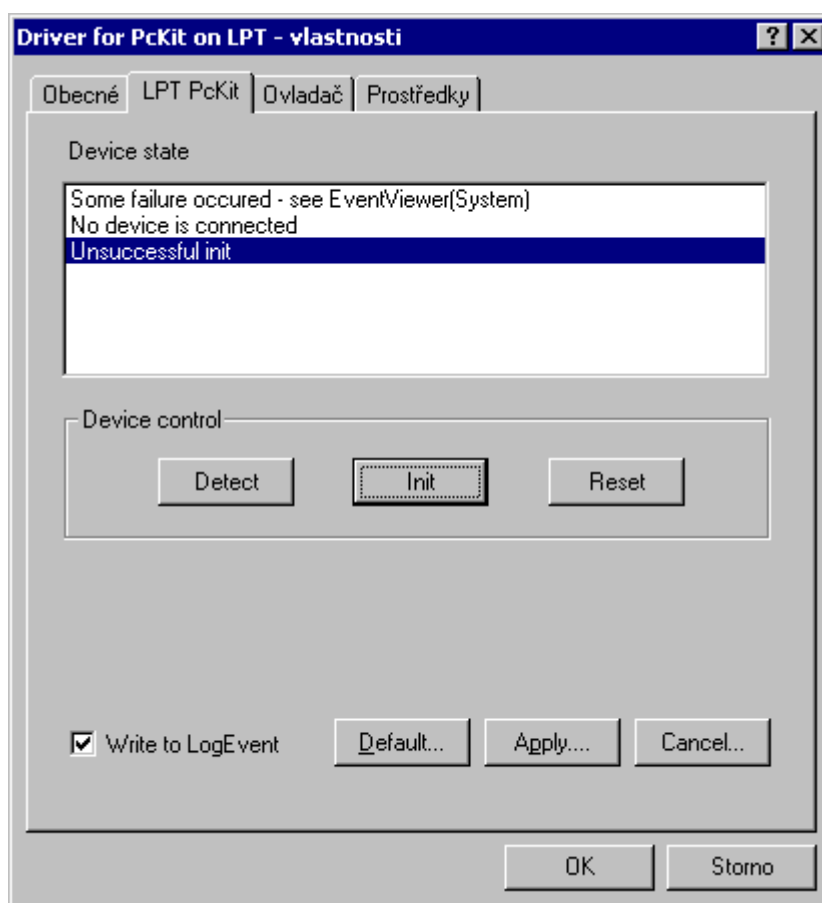 Driver for PcKit on LPT - vlastnosti
Obecné LPT PcKit Ovladač Prostředky
Device state
Some failure occured - see EventViewer(System)
No device is connected
Unsuccessful init
Device control
Detect Init Reset
Write to LogEvent Default... Apply.... Cancel...
OK Storno